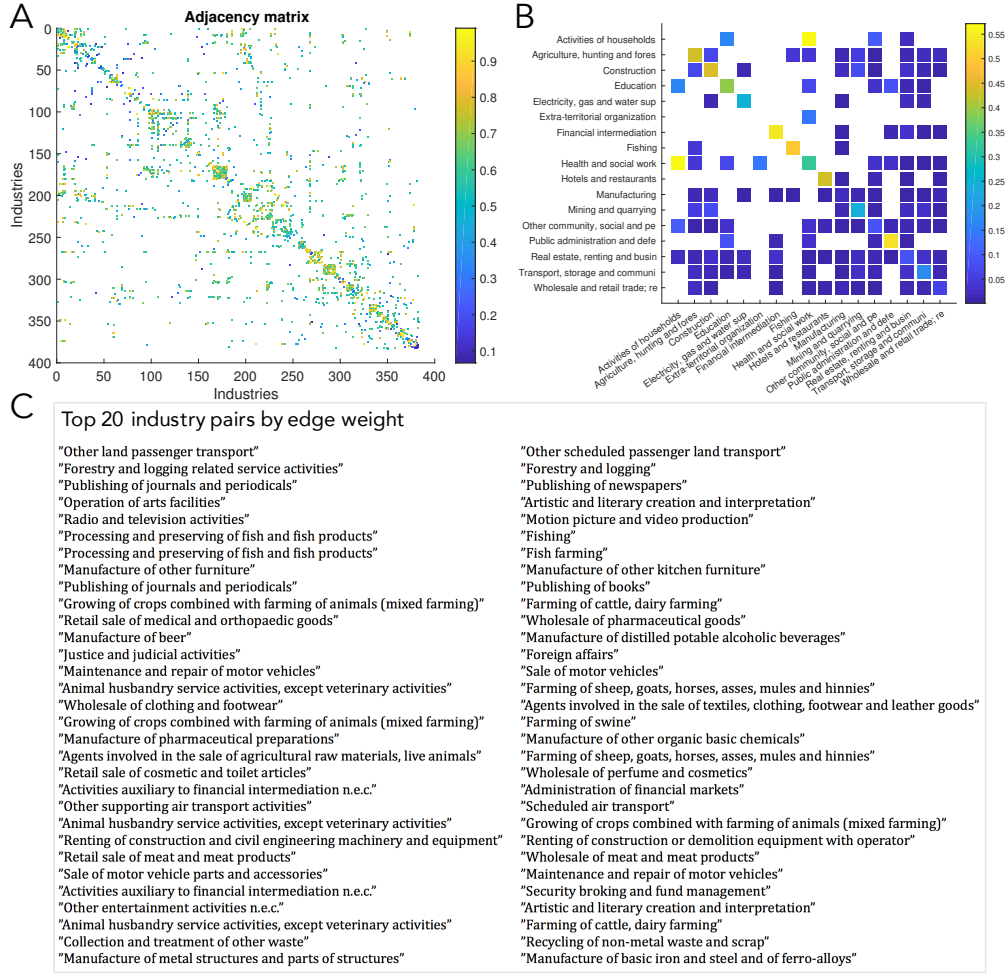 A
Adjacency matrix
0
50
100
150
200
250
300
350
400
Industries
0
50
100
150
200
250
300
350
400
Industries
0.9
0.8
0.7
0.6
0.5
0.4
0.3
0.2
0.1
B
Activities of households
Agriculture, hunting and fores
Construction
Education
Electricity, gas and water sup
Extra-territorial organization
Financial intermediation
Fishing
Health and social work
Hotels and restaurants
Manufacturing
Mining and quarrying
Other community, social and pe
Public administration and defe
Real estate, renting and busin
Transport, storage and communi
Wholesale and retail trade; re
Activities of households
Agriculture, hunting and fores
Construction
Education
Electricity, gas and water sup
Extra-territorial organization
Financial intermediation
Fishing
Health and social work
Hotels and restaurants
Manufacturing
Mining and quarrying
Other community, social and pe
Public administration and defe
Real estate, renting and busin
Transport, storage and communi
Wholesale and retail trade; re
0.55
0.5
0.45
0.4
0.35
0.3
0.25
0.2
0.15
0.1
0.05
C
Top 20 industry pairs by edge weight
"Other land passenger transport" "Other scheduled passenger land transport"
"Forestry and logging related service activities" "Forestry and logging"
"Publishing of journals and periodicals" "Publishing of newspapers"
"Operation of arts facilities" "Artistic and literary creation and interpretation"
"Radio and television activities" "Motion picture and video production"
"Processing and preserving of fish and fish products" "Fishing"
"Processing and preserving of fish and fish products" "Fish farming"
"Manufacture of other furniture" "Manufacture of other kitchen furniture"
"Publishing of journals and periodicals" "Publishing of books"
"Growing of crops combined with farming of animals (mixed farming)" "Farming of cattle, dairy farming"
"Retail sale of medical and orthopaedic goods" "Wholesale of pharmaceutical goods"
"Manufacture of beer" "Manufacture of distilled potable alcoholic beverages"
"Justice and judicial activities" "Foreign affairs"
"Maintenance and repair of motor vehicles" "Sale of motor vehicles"
"Animal husbandry service activities, except veterinary activities" "Farming of sheep, goats, horses, asses, mules and hinnies"
"Wholesale of clothing and footwear" "Agents involved in the sale of textiles, clothing, footwear and leather goods"
"Growing of crops combined with farming of animals (mixed farming)" "Farming of swine"
"Manufacture of pharmaceutical preparations" "Manufacture of other organic basic chemicals"
"Agents involved in the sale of agricultural raw materials, live animals" "Farming of sheep, goats, horses, asses, mules and hinnies"
"Retail sale of cosmetic and toilet articles" "Wholesale of perfume and cosmetics"
"Activities auxiliary to financial intermediation n.e.c." "Administration of financial markets"
"Other supporting air transport activities" "Scheduled air transport"
"Animal husbandry service activities, except veterinary activities" "Growing of crops combined with farming of animals (mixed farming)"
"Renting of construction and civil engineering machinery and equipment" "Renting of construction or demolition equipment with operator"
"Retail sale of meat and meat products" "Wholesale of meat and meat products"
"Sale of motor vehicle parts and accessories" "Maintenance and repair of motor vehicles"
"Activities auxiliary to financial intermediation n.e.c." "Security broking and fund management"
"Other entertainment activities n.e.c." "Artistic and literary creation and interpretation"
"Animal husbandry service activities, except veterinary activities" "Farming of cattle, dairy farming"
"Collection and treatment of other waste" "Recycling of non-metal waste and scrap"
"Manufacture of metal structures and parts of structures" "Manufacture of basic iron and steel and of ferro-alloys"